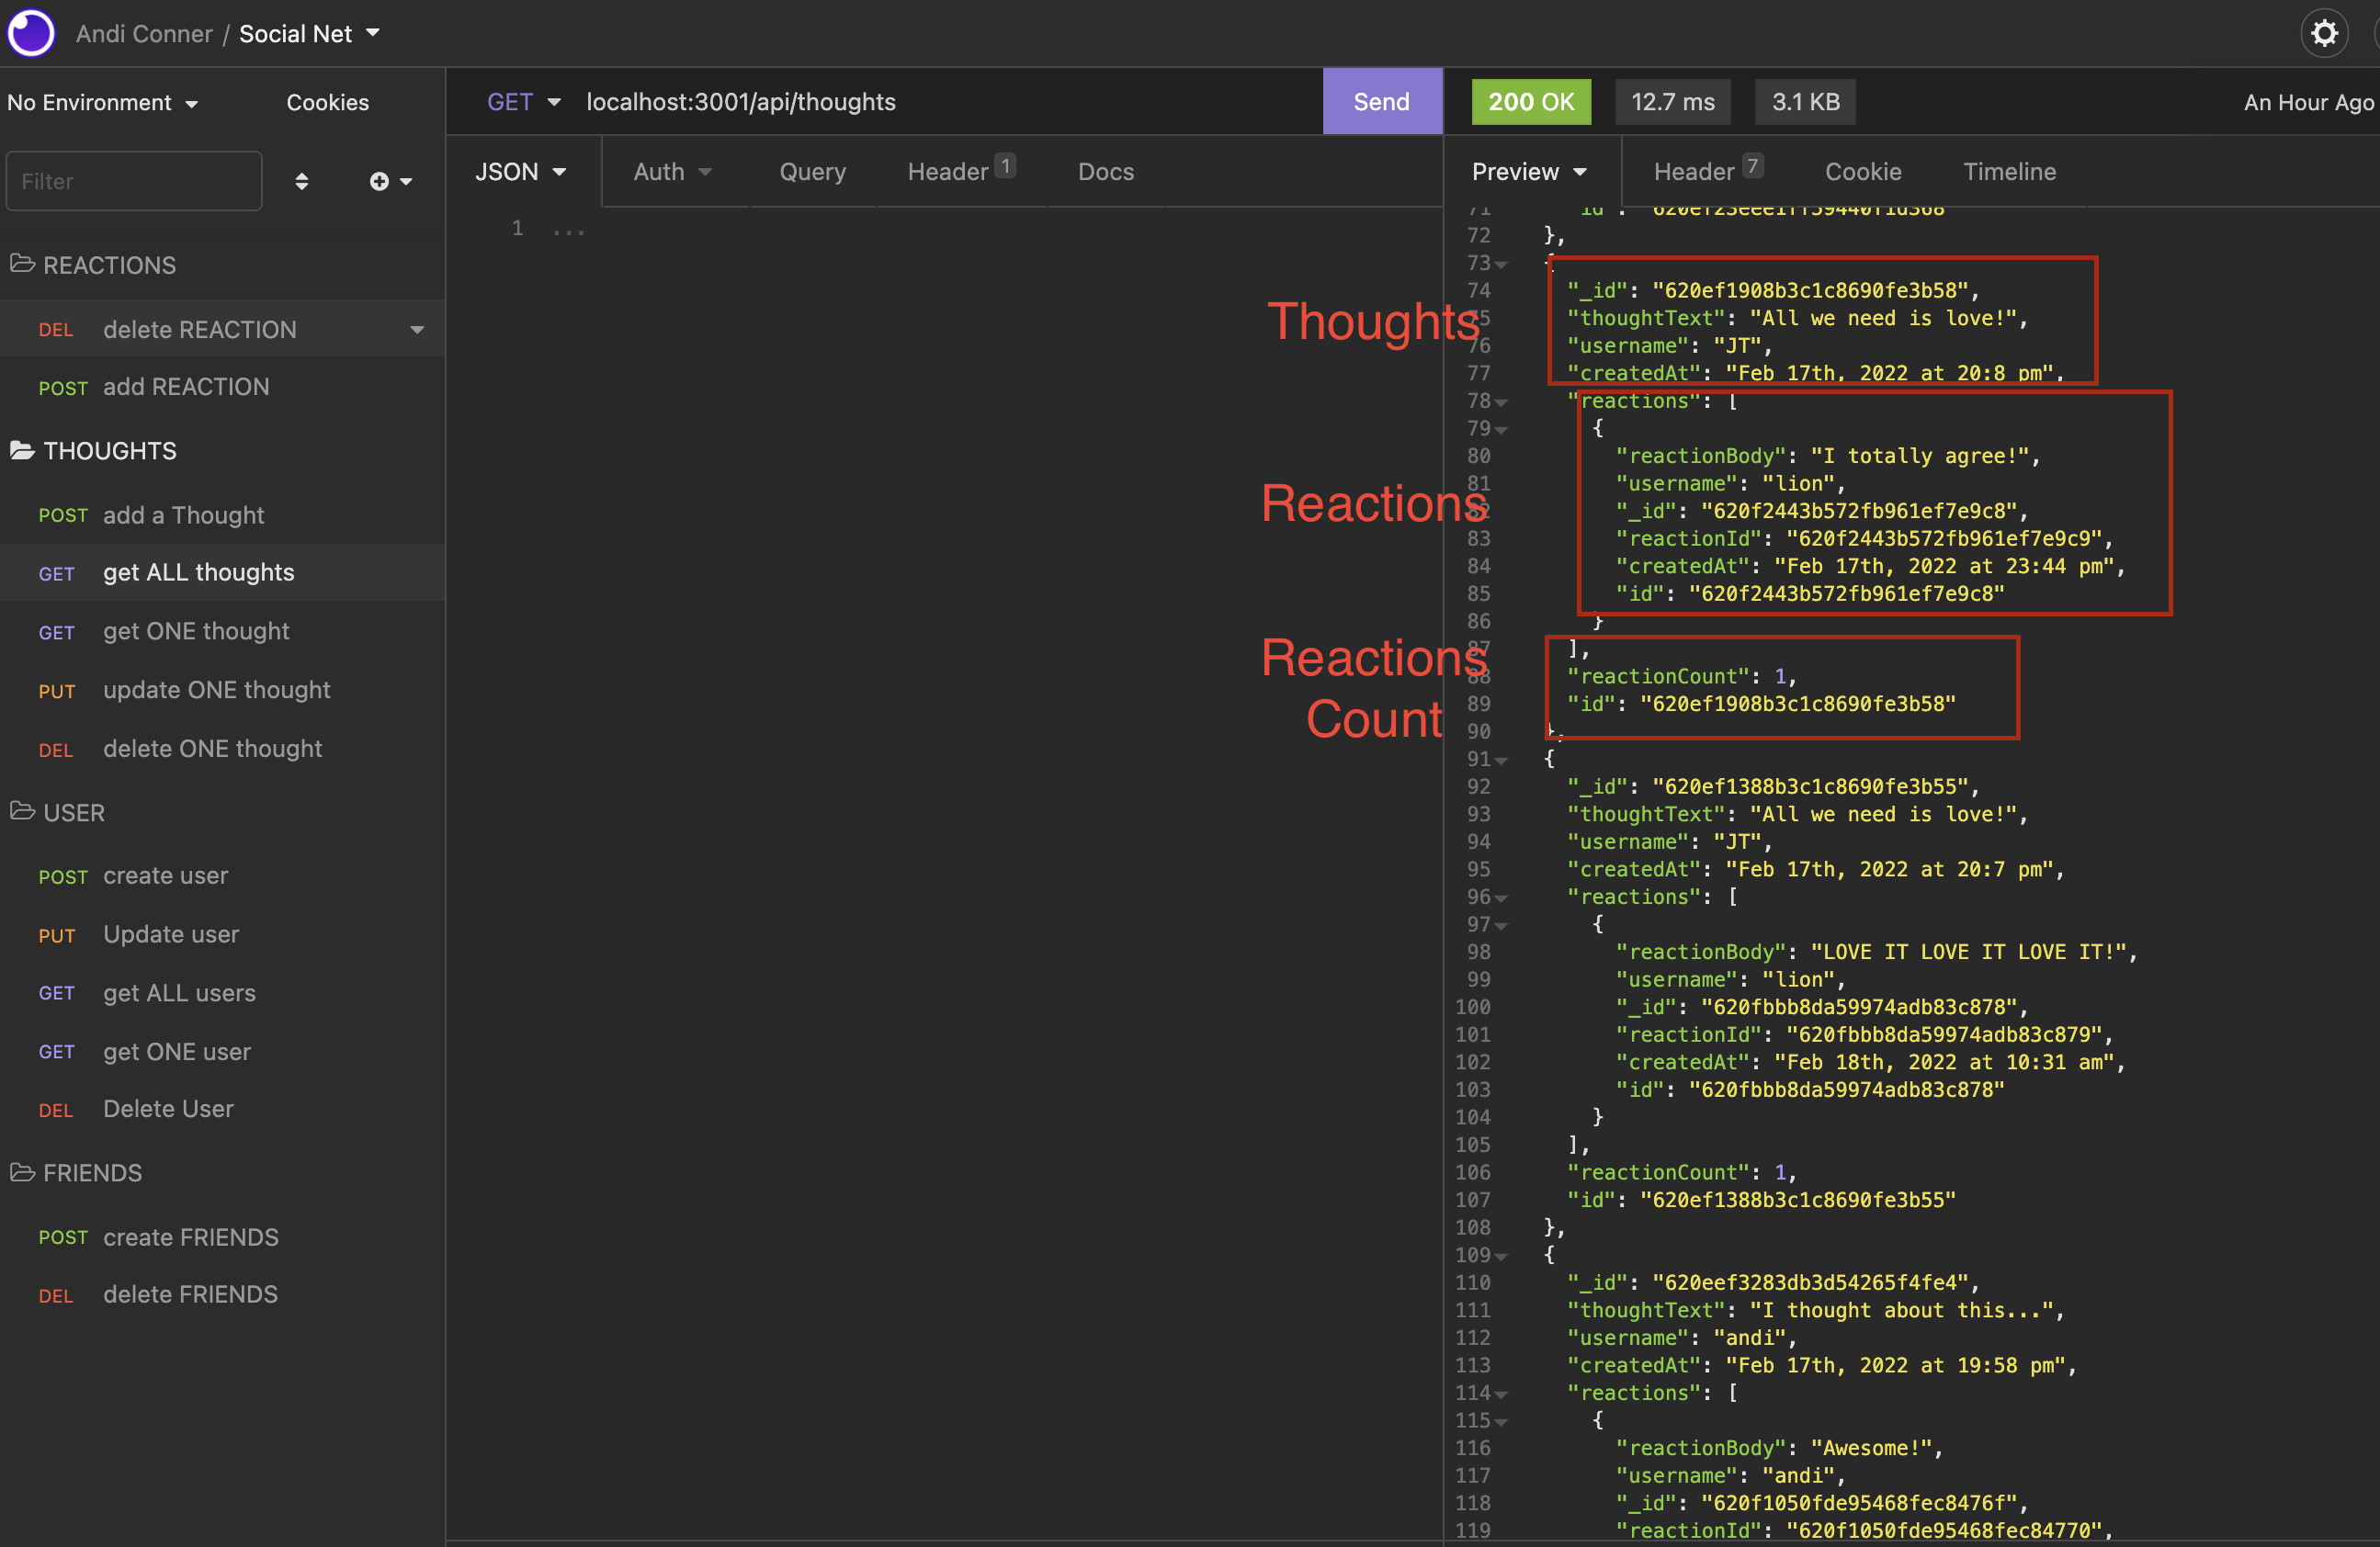 Andi Conner / Social Net
No Environment
Cookies
Filter
REACTIONS
DEL delete REACTION
POST add REACTION
THOUGHTS
POST add a Thought
GET get ALL thoughts
GET get ONE thought
PUT update ONE thought
DEL delete ONE thought
USER
POST create user
PUT Update user
GET get ALL users
GET get ONE user
DEL Delete User
FRIENDS
POST create FRIENDS
DEL delete FRIENDS
GET localhost:3001/api/thoughts Send
JSON Auth Query Header 1 Docs
1 ...
Thoughts
Reactions
Reactions
Count
200 OK 12.7 ms 3.1 KB An Hour Ago
Preview Header 7 Cookie Timeline
72 },
73 {
74 "_id": "620ef1908b3c1c8690fe3b58",
75 "thoughtText": "All we need is love!",
76 "username": "JT",
77 "createdAt": "Feb 17th, 2022 at 20:8 pm",
78 "reactions": [
79 {
80 "reactionBody": "I totally agree!",
81 "username": "lion",
82 "_id": "620f2443b572fb961ef7e9c8",
83 "reactionId": "620f2443b572fb961ef7e9c9",
84 "createdAt": "Feb 17th, 2022 at 23:44 pm",
85 "id": "620f2443b572fb961ef7e9c8"
86 }
87 ],
88 "reactionCount": 1,
89 "id": "620ef1908b3c1c8690fe3b58"
90 },
91 {
92 "_id": "620ef1388b3c1c8690fe3b55",
93 "thoughtText": "All we need is love!",
94 "username": "JT",
95 "createdAt": "Feb 17th, 2022 at 20:7 pm",
96 "reactions": [
97 {
98 "reactionBody": "LOVE IT LOVE IT LOVE IT!",
99 "username": "lion",
100 "_id": "620fbbb8da59974adb83c878",
101 "reactionId": "620fbbb8da59974adb83c879",
102 "createdAt": "Feb 18th, 2022 at 10:31 am",
103 "id": "620fbbb8da59974adb83c878"
104 }
105 ],
106 "reactionCount": 1,
107 "id": "620ef1388b3c1c8690fe3b55"
108 },
109 {
110 "_id": "620eef3283db3d54265f4fe4",
111 "thoughtText": "I thought about this...",
112 "username": "andi",
113 "createdAt": "Feb 17th, 2022 at 19:58 pm",
114 "reactions": [
115 {
116 "reactionBody": "Awesome!",
117 "username": "andi",
118 "_id": "620f1050fde95468fec8476f",
119 "reactionId": "620f1050fde95468fec84770",